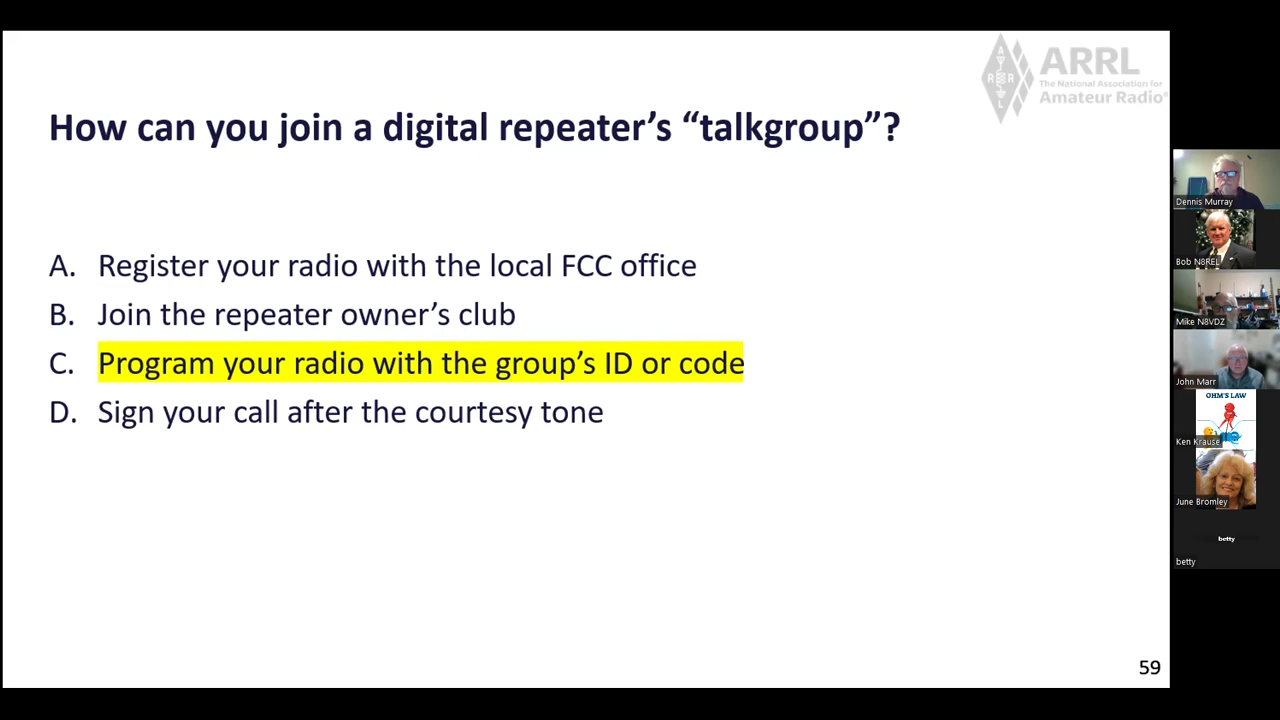 ARRL
The National Association for
Amateur Radio®
How can you join a digital repeater’s “talkgroup”?
A. Register your radio with the local FCC office
B. Join the repeater owner’s club
C. Program your radio with the group’s ID or code
D. Sign your call after the courtesy tone
59
Dennis Murray
Bob N8REL
Mike N8VDZ
John Marr
OHM'S LAW
Ken Krause
June Bromley
betty
betty